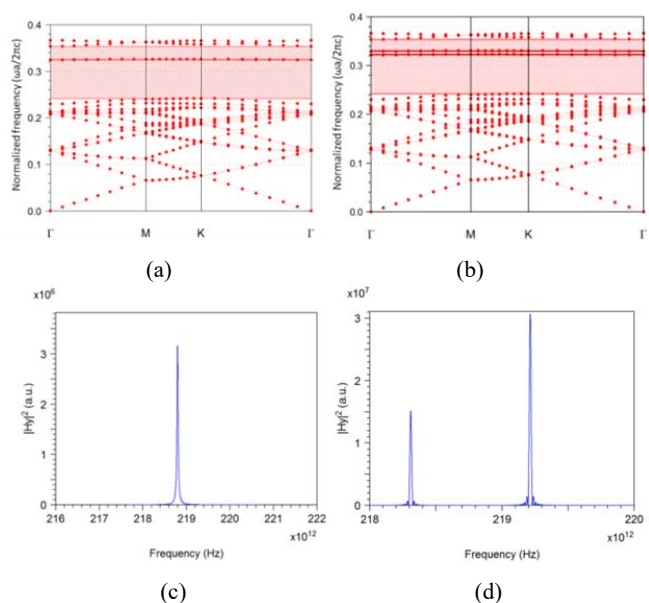 0.4
0.3
0.2
0.1
0.0
Normalized frequency (ωa/2πc)
Γ M K Γ
(a)
0.4
0.3
0.2
0.1
0.0
Normalized frequency (ωa/2πc)
Γ M K Γ
(b)
x10⁶
3
2
1
0
|Hy|² (a.u.)
216 217 218 219 220 221 222
x10¹²
Frequency (Hz)
(c)
x10⁷
3
2
1
0
|Hy|² (a.u.)
218 219 220
x10¹²
Frequency (Hz)
(d)